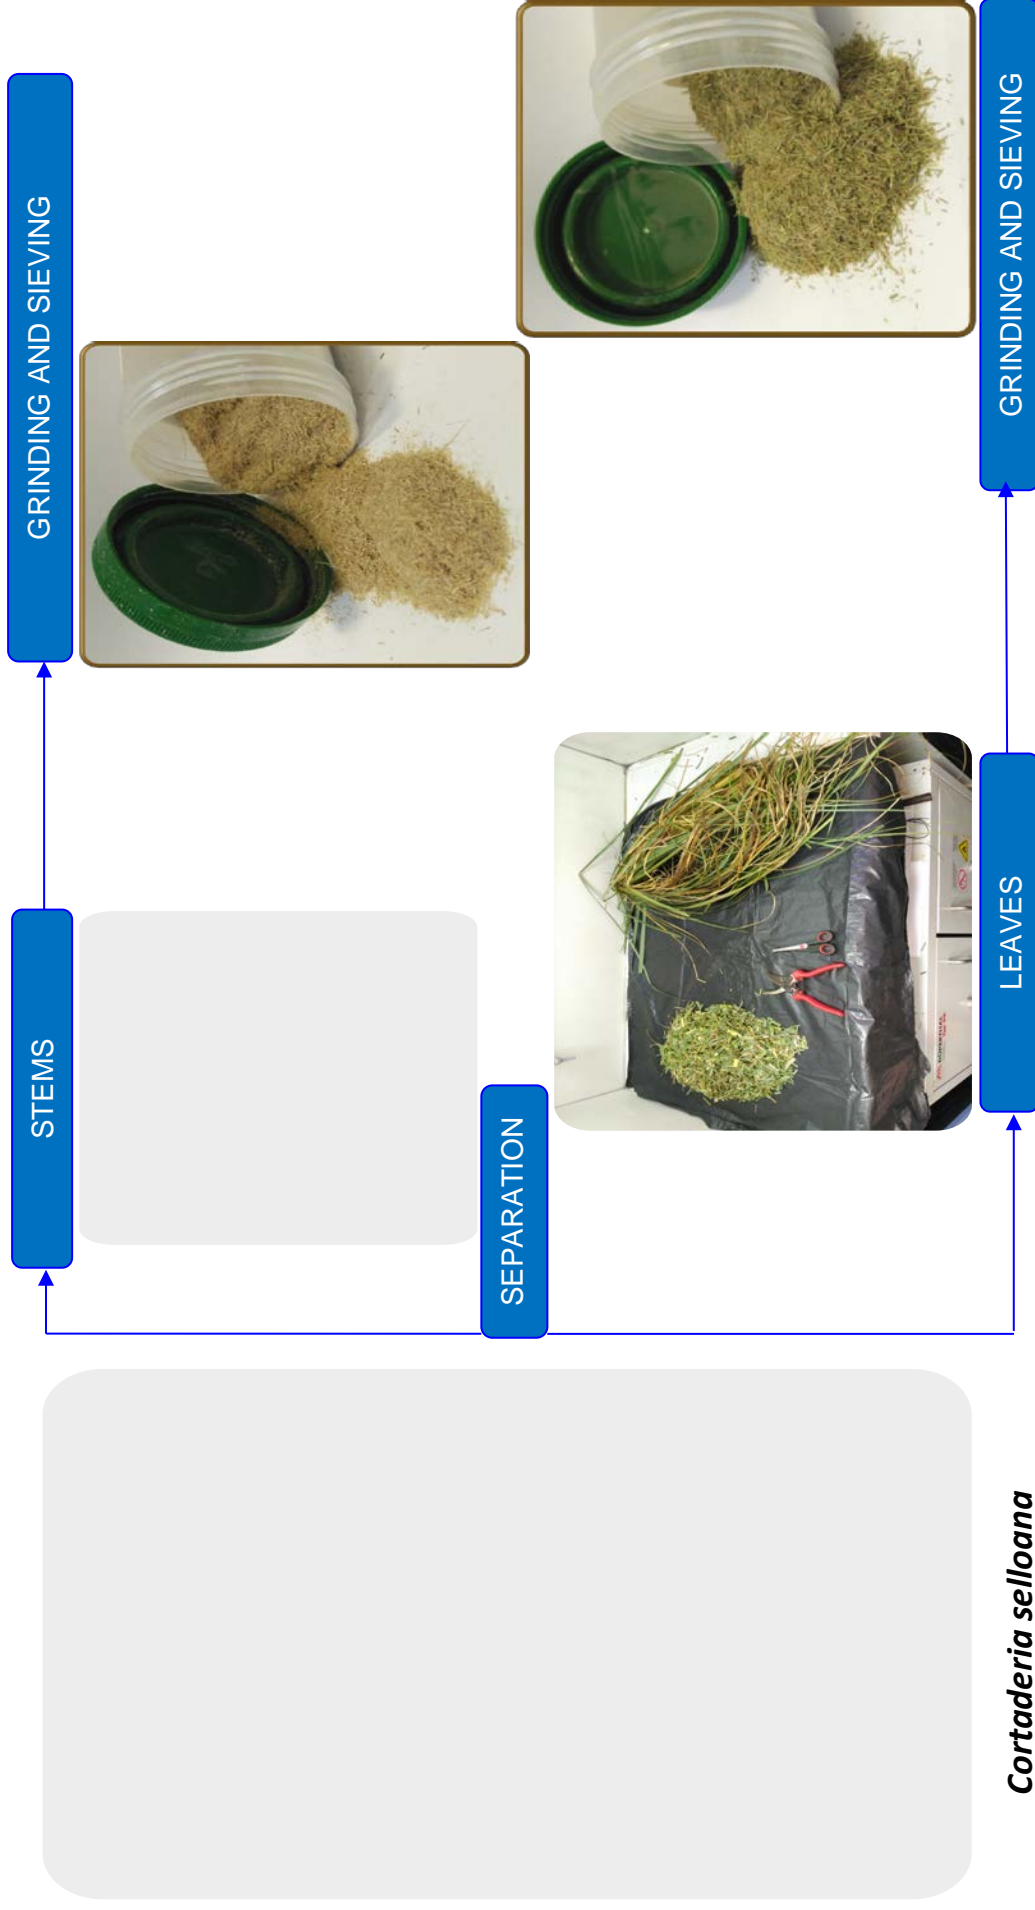 Cortaderia selloana
SEPARATION
STEMS
GRINDING AND SIEVING
LEAVES
GRINDING AND SIEVING